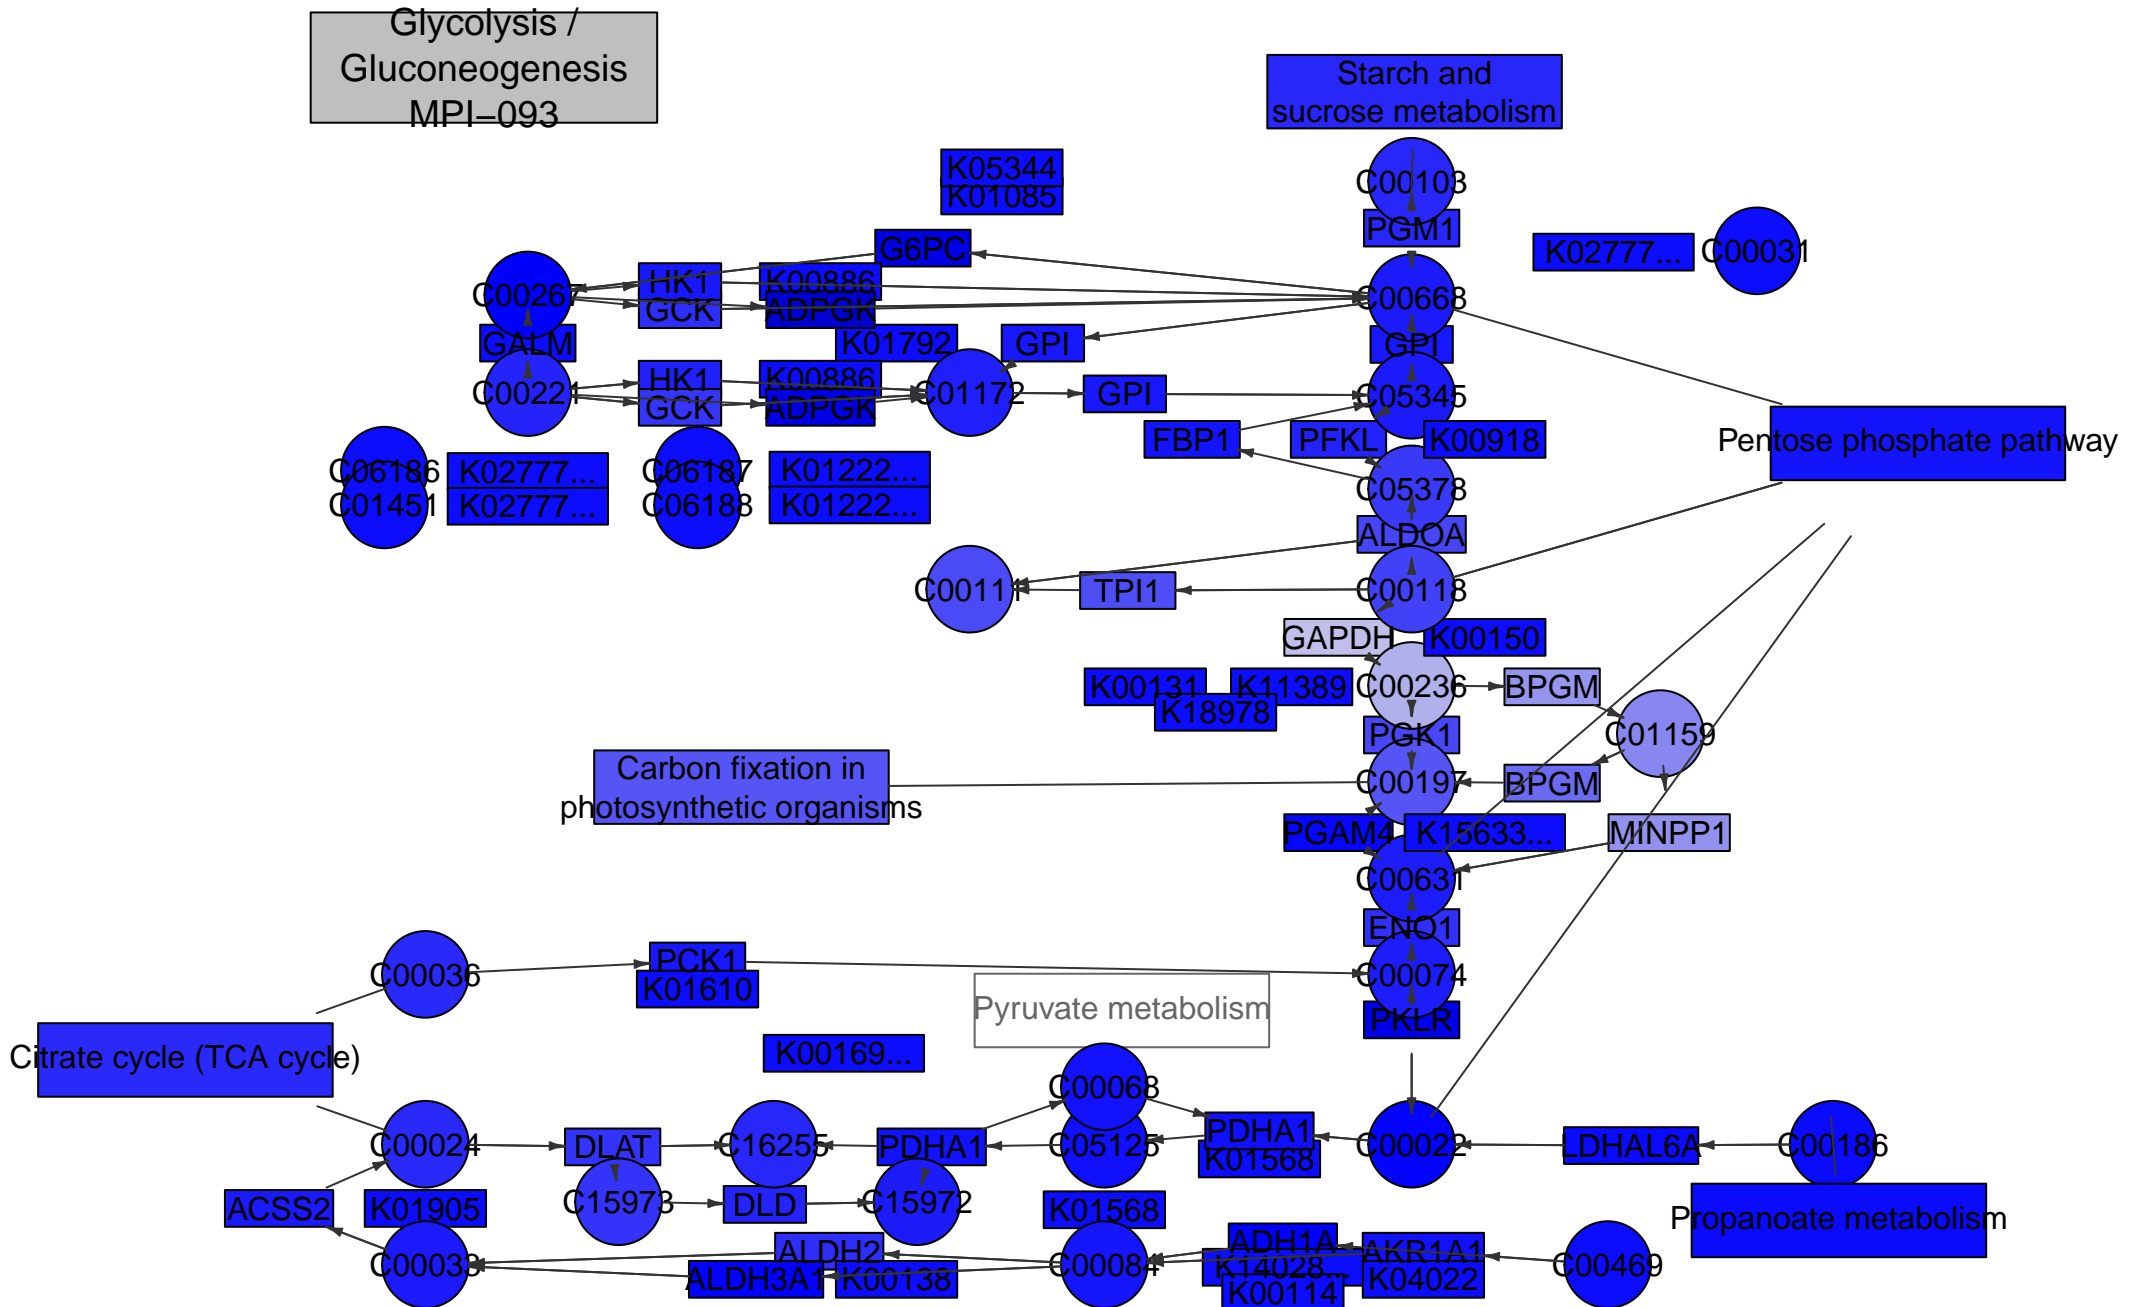 Glycolysis /
Gluconeogenesis
MPI−093
Starch and
sucrose metabolism
K05344
K01085
C00103
PGM1
G6PC
K02777...
C00031
C00267
HK1
K00886
C00668
GCK
ADPGK
GALM
K01792
GPI
GPI
C00221
HK1
K00886
C01172
GPI
C05345
GCK
ADPGK
FBP1
PFKL
K00918
Pentose phosphate pathway
C06186
K02777...
C06187
K01222...
C05378
C01451
K02777...
C06188
K01222...
ALDOA
C00111
TPI1
C00118
GAPDH
K00150
K00131
K11389
C00236
BPGM
K18978
PGK1
C01159
Carbon fixation in
photosynthetic organisms
C00197
BPGM
PGAM4
K15633...
MINPP1
C00631
ENO1
C00036
PCK1
K01610
C00074
Pyruvate metabolism
PKLR
Citrate cycle (TCA cycle)
K00169...
C00068
C00024
DLAT
C16255
PDHA1
C05125
PDHA1
K01568
C00022
LDHAL6A
C00186
ACSS2
K01905
C15973
DLD
C15972
K01568
Propanoate metabolism
C00033
ALDH2
ALDH3A1
K00138
C00084
ADH1A
K14028...
K00114
AKR1A1
K04022
C00469